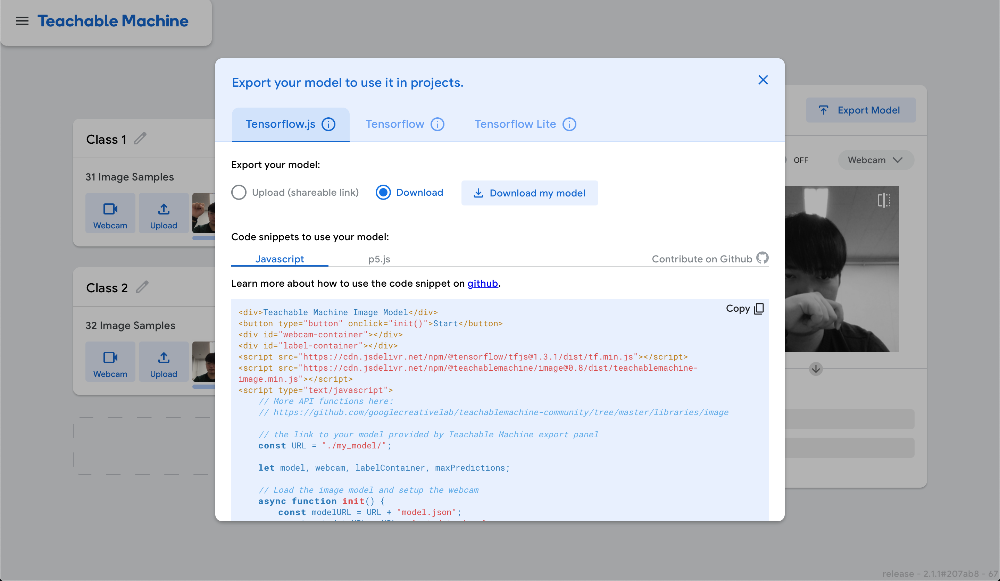 Teachable Machine
Export your model to use it in projects.
Export Model
Tensorflow.js
Tensorflow
Tensorflow Lite
Class 1
31 Image Samples
Webcam
Upload
OFF
Webcam
Export your model:
Upload (shareable link)
Download
Download my model
Code snippets to use your model:
Javascript
p5.js
Contribute on Github
Learn more about how to use the code snippet on github.
Class 2
32 Image Samples
Webcam
Upload
Copy
<div>Teachable Machine Image Model</div>
<button type="button" onclick="init()">Start</button>
<div id="webcam-container"></div>
<div id="label-container"></div>
<script src="https://cdn.jsdelivr.net/npm/@tensorflow/tfjs@1.3.1/dist/tf.min.js"></script>
<script src="https://cdn.jsdelivr.net/npm/@teachablemachine/image@0.8/dist/teachablemachine-
image.min.js"></script>
<script type="text/javascript">
// More API functions here:
// https://github.com/googlecreativelab/teachablemachine-community/tree/master/libraries/image
// the link to your model provided by Teachable Machine export panel
const URL = "./my_model/";
let model, webcam, labelContainer, maxPredictions;
// Load the image model and setup the webcam
async function init() {
const modelURL = URL + "model.json";
release - 2.1.1#207ab8 - 67